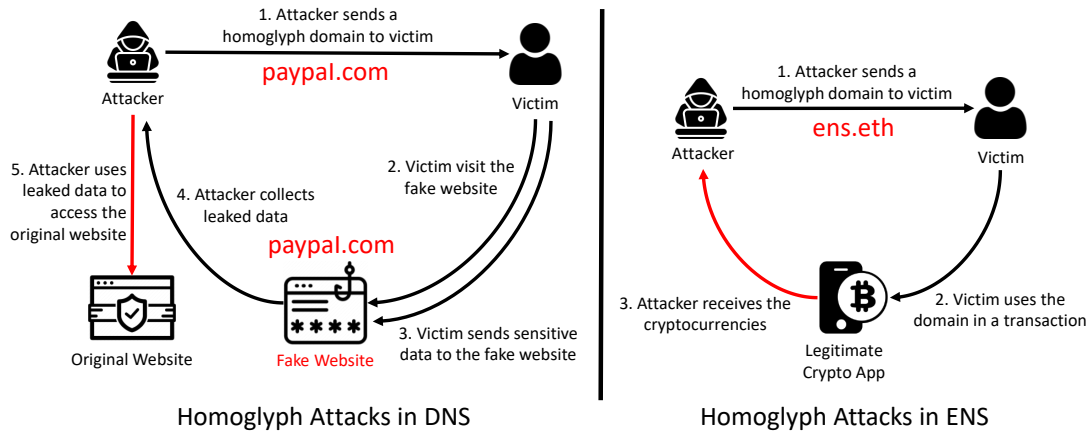 1. Attacker sends a
homoglyph domain to victim
paypal.com
Attacker
Victim
5. Attacker uses
leaked data to
access the
original website
4. Attacker collects
leaked data
2. Victim visit the
fake website
paypal.com
****
3. Victim sends sensitive
data to the fake website
Original Website
Fake Website
Homoglyph Attacks in DNS
1. Attacker sends a
homoglyph domain to victim
ens.eth
Attacker
Victim
3. Attacker receives the
cryptocurrencies
2. Victim uses the
domain in a transaction
Legitimate
Crypto App
Homoglyph Attacks in ENS